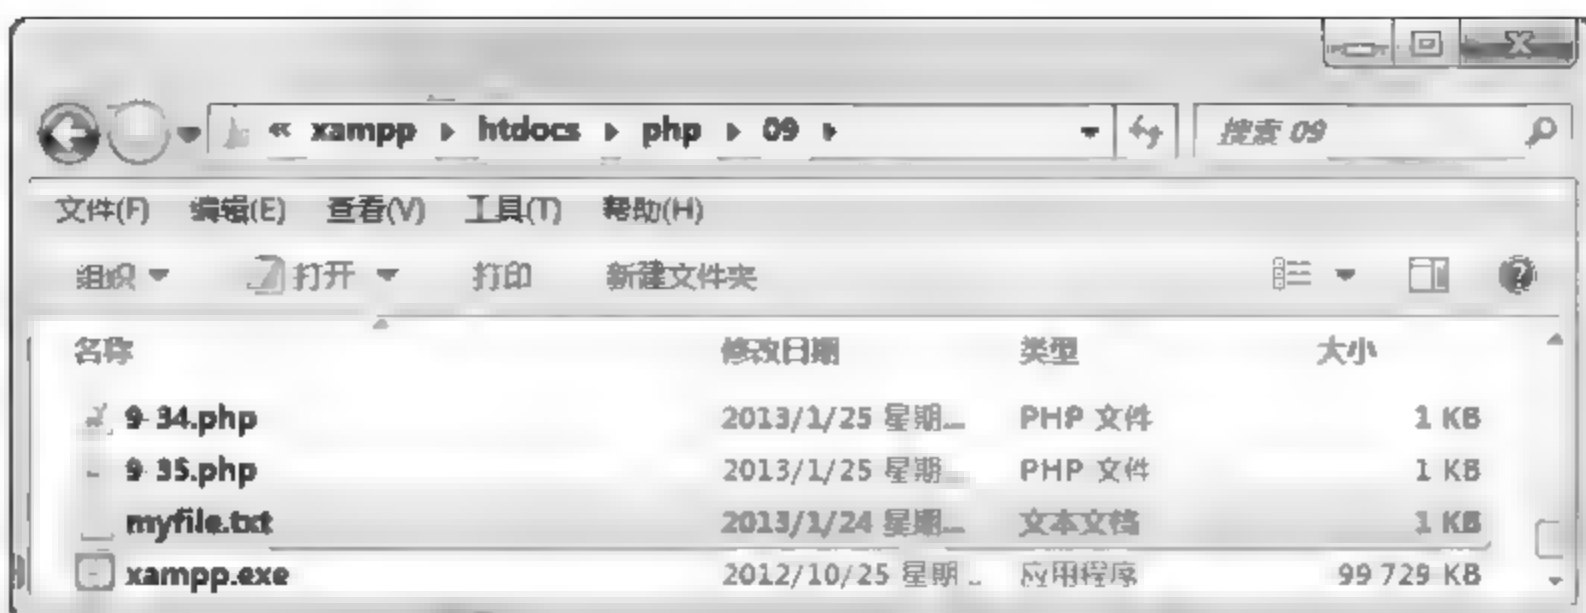 « xampp ▸ htdocs ▸ php ▸ 09 ▸ 搜索 09
文件(F) 编辑(E) 查看(V) 工具(T) 帮助(H)
组织 打开 打印 新建文件夹
名称 修改日期 类型 大小
9-34.php 2013/1/25 星期... PHP 文件 1 KB
9-35.php 2013/1/25 星期... PHP 文件 1 KB
myfile.txt 2013/1/24 星期... 文本文档 1 KB
xampp.exe 2012/10/25 星期... 应用程序 99 729 KB